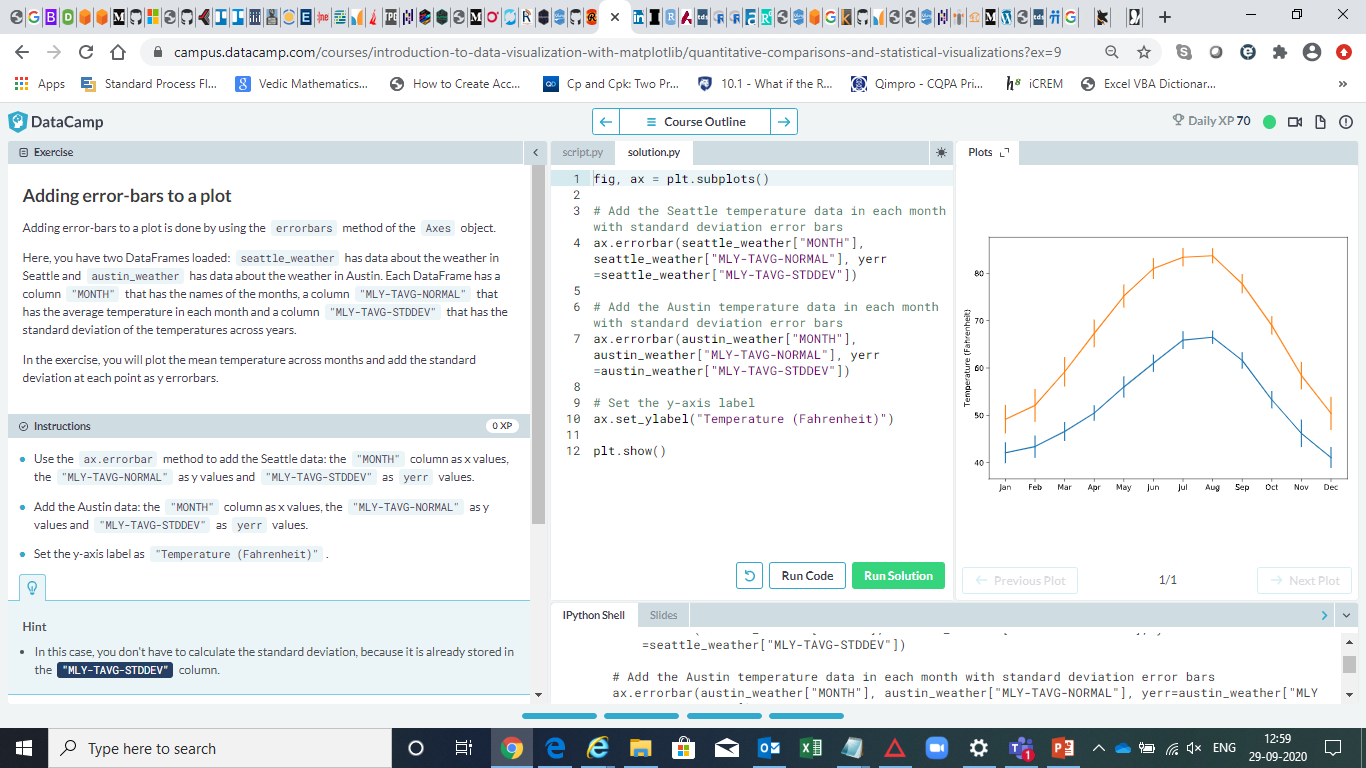 campus.datacamp.com/courses/introduction-to-data-visualization-with-matplotlib/quantitative-comparisons-and-statistical-visualizations?ex=9
Apps
Standard Process Fl...
Vedic Mathematics...
How to Create Acc...
Cp and Cpk: Two Pr...
10.1 - What if the R...
Qimpro - CQPA Pri...
iCREM
Excel VBA Dictionar...
DataCamp
Course Outline
Daily XP 70
Exercise
Adding error-bars to a plot
Adding error-bars to a plot is done by using the errorbars method of the Axes object.
Here, you have two DataFrames loaded: seattle_weather has data about the weather in
Seattle and austin_weather has data about the weather in Austin. Each DataFrame has a
column "MONTH" that has the names of the months, a column "MLY-TAVG-NORMAL" that
has the average temperature in each month and a column "MLY-TAVG-STDDEV" that has the
standard deviation of the temperatures across years.
In the exercise, you will plot the mean temperature across months and add the standard
deviation at each point as y errorbars.
Instructions
0 XP
Use the ax.errorbar method to add the Seattle data: the "MONTH" column as x values,
the "MLY-TAVG-NORMAL" as y values and "MLY-TAVG-STDDEV" as yerr values.
Add the Austin data: the "MONTH" column as x values, the "MLY-TAVG-NORMAL" as y
values and "MLY-TAVG-STDDEV" as yerr values.
Set the y-axis label as "Temperature (Fahrenheit)" .
Hint
In this case, you don't have to calculate the standard deviation, because it is already stored in
the "MLY-TAVG-STDDEV" column.
script.py
solution.py
1 fig, ax = plt.subplots()
2
3 # Add the Seattle temperature data in each month
with standard deviation error bars
4 ax.errorbar(seattle_weather["MONTH"],
seattle_weather["MLY-TAVG-NORMAL"], yerr
=seattle_weather["MLY-TAVG-STDDEV"])
5
6 # Add the Austin temperature data in each month
with standard deviation error bars
7 ax.errorbar(austin_weather["MONTH"],
austin_weather["MLY-TAVG-NORMAL"], yerr
=austin_weather["MLY-TAVG-STDDEV"])
8
9 # Set the y-axis label
10 ax.set_ylabel("Temperature (Fahrenheit)")
11
12 plt.show()
Run Code
Run Solution
Plots
Temperature (Fahrenheit)
80
70
60
50
40
Jan Feb Mar Apr May Jun Jul Aug Sep Oct Nov Dec
Previous Plot
1/1
Next Plot
IPython Shell
Slides
=seattle_weather["MLY-TAVG-STDDEV"])
# Add the Austin temperature data in each month with standard deviation error bars
ax.errorbar(austin_weather["MONTH"], austin_weather["MLY-TAVG-NORMAL"], yerr=austin_weather["MLY
Type here to search
ENG
12:59
29-09-2020